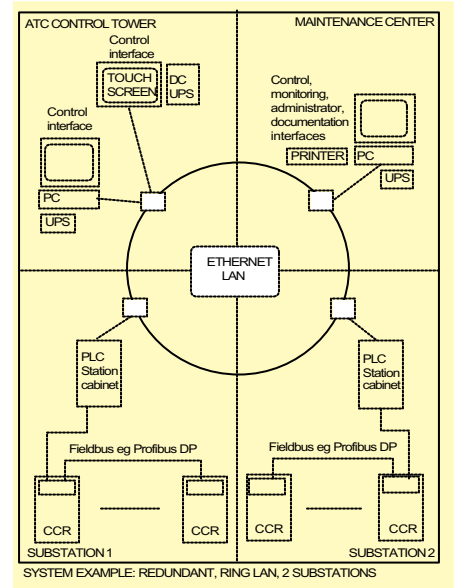 ATC CONTROL TOWER
Control
interface
TOUCH
SCREEN
DC
UPS
Control
interface
PC
UPS
MAINTENANCE CENTER
Control,
monitoring,
administrator,
documentation
interfaces
PRINTER
PC
UPS
ETHERNET
LAN
PLC
Station
cabinet
Fieldbus eg Profibus DP
CCR
CCR
SUBSTATION 1
PLC
Station
cabinet
Fieldbus eg Profibus DP
CCR
CCR
SUBSTATION 2
SYSTEM EXAMPLE: REDUNDANT, RING LAN, 2 SUBSTATIONS